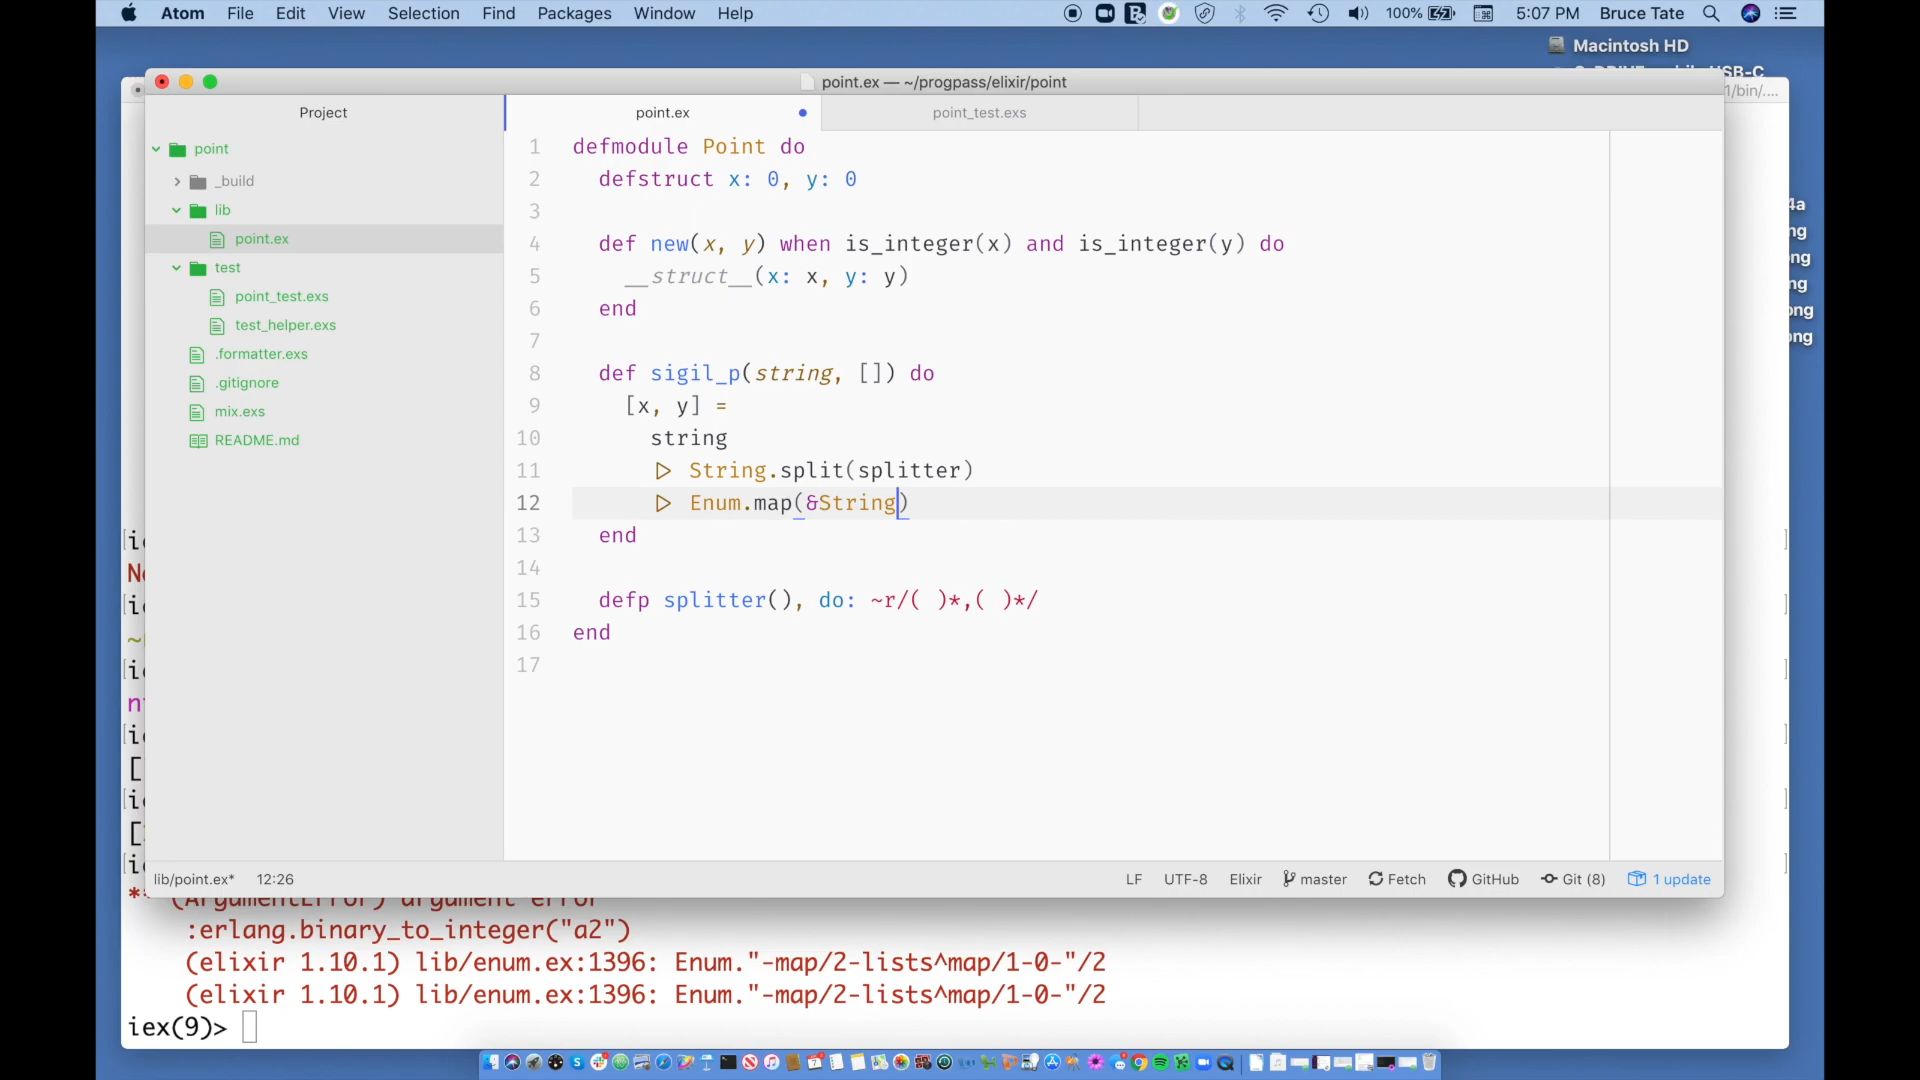 Atom File Edit View Selection Find Packages Window Help 100% 5:07 PM Bruce Tate
Macintosh HD
USB-C
point.ex — ~/progpass/elixir/point
1/bin/....
Project
point.ex
point_test.exs
point
_build
lib
point.ex
test
point_test.exs
test_helper.exs
.formatter.exs
.gitignore
mix.exs
README.md
1 defmodule Point do
2 defstruct x: 0, y: 0
3
4 def new(x, y) when is_integer(x) and is_integer(y) do
5 __struct__(x: x, y: y)
6 end
7
8 def sigil_p(string, []) do
9 [x, y] =
10 string
11 ▷ String.split(splitter)
12 ▷ Enum.map(&String)
13 end
14
15 defp splitter(), do: ~r/( )*,( )*/
16 end
17
lib/point.ex* 12:26 LF UTF-8 Elixir master Fetch GitHub Git (8) 1 update
(ArgumentError) argument error
:erlang.binary_to_integer("a2")
(elixir 1.10.1) lib/enum.ex:1396: Enum."-map/2-lists^map/1-0-"/2
(elixir 1.10.1) lib/enum.ex:1396: Enum."-map/2-lists^map/1-0-"/2
iex(9)>